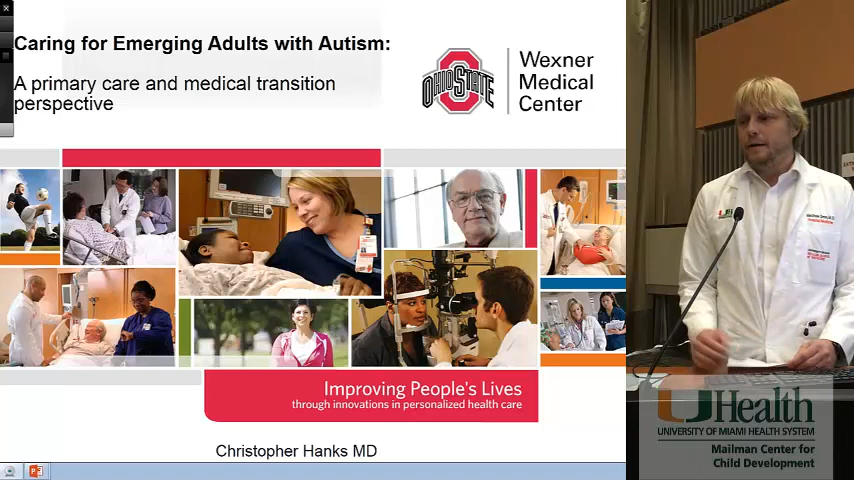 Caring for Emerging Adults with Autism:
A primary care and medical transition
perspective
OHIO STATE
Wexner
Medical
Center
Improving People's Lives
through innovations in personalized health care
Christopher Hanks MD
UHealth
UNIVERSITY OF MIAMI HEALTH SYSTEM
Mailman Center for
Child Development